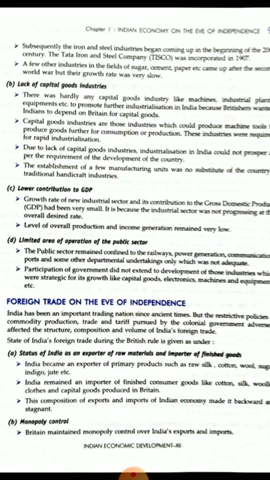 Chapter 1 : INDIAN ECONOMY ON THE EVE OF INDEPENDENCE 9
➤ Subsequently the iron and steel industries began coming up in the beginning of the 20
century. The Tata Iron and Steel Company (TISCO) was incorporated in 1907.
➤ A few other industries in the fields of sugar, cement, paper etc; came up after the secon
world war but their growth rate was very slow.
(b) Lack of capital goods industries
➤ There was hardly any capital goods industry like machines, industrial plant
equipments etc. to promote further industrialisation in India because Britishers wante
Indians to depend on Britain for capital goods.
➤ Capital goods industries are those industries which could produce machine tools t
produce goods further for consumption or production. These industries were require
for rapid industrialisation.
➤ Due to lack of capital goods industries, industrialisation in India could not prosper a
per the requirement of the development of the country.
➤ The establishment of a few manufacturing units was no substitute of the country'
traditional handicraft industries.
(c) Lower contribution to GDP
➤ Growth rate of new industrial sector and its contribution to the Gross Domestic Produ
(GDP) had been very small. It is because the industrial sector was not progressing at th
overall desired rate.
➤ Level of overall production and income generation remained very low.
(d) Limited area of operation of the public sector
➤ The Public sector remained confined to the railways, power generation, communicatio
ports and some other departmental undertakings only which was not adequate.
➤ Participation of government did not extend to development of those industries whic
were strategic for its growth like capital goods, electronics, machines and equipmen
etc.
FOREIGN TRADE ON THE EVE OF INDEPENDENCE
India has been an important trading nation since ancient times. But the restrictive policies
commodity production, trade and tariff pursued by the colonial government adverse
affected the structure, composition and volume of India's foreign trade.
State of India's foreign trade during the British rule is given as under :
(a) Status of India as an exporter of raw materials and importer of finished goods
➤ India became an exporter of primary products such as raw silk, cotton, wool, suga
indigo, jute etc.
➤ India remained an importer of finished consumer goods like cotton, silk, woolle
clothes and capital goods produced in Britain.
➤ This composition of exports and imports of Indian economy made it backward an
stagnant.
(b) Monopoly control
➤ Britain maintained monopoly control over India's exports and imports.
INDIAN ECONOMIC DEVELOPMENT–XII